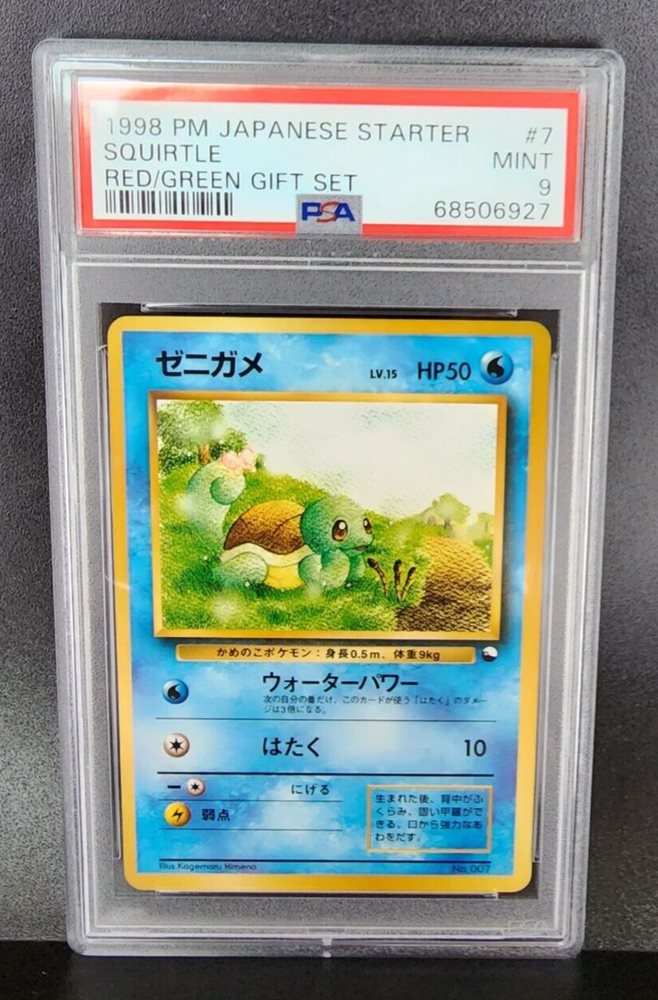 1998 PM JAPANESE STARTER #7
SQUIRTLE MINT
RED/GREEN GIFT SET 9
PSA 68506927
ゼニガメ LV.15 HP50
かめのこポケモン：身長0.5m、体重9kg
ウォーターパワー
次の自分の番だけ、このカードが使う「はたく」のダメー
ジは3倍になる。
はたく 10
にげる
弱点
生まれた後、背中がふ
くらみ、固い甲羅がで
きる。口から強力なあ
わをだす。
Illus. Kagemaru Himeno No. 007